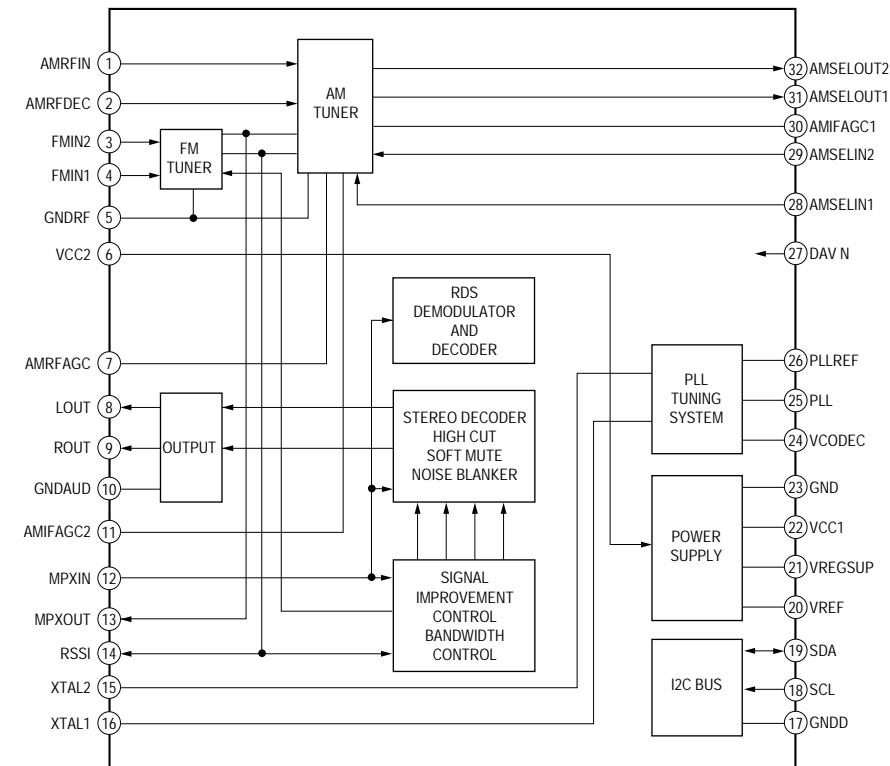 AMRFIN 1
AMRFDEC 2
FMIN2 3
FMIN1 4
GNDRF 5
VCC2 6
AMRFAGC 7
LOUT 8
ROUT 9
GNDAUD 10
AMIFAGC2 11
MPXIN 12
MPXOUT 13
RSSI 14
XTAL2 15
XTAL1 16
FM
TUNER
AM
TUNER
RDS
DEMODULATOR
AND
DECODER
OUTPUT
STEREO DECODER
HIGH CUT
SOFT MUTE
NOISE BLANKER
SIGNAL
IMPROVEMENT
CONTROL
BANDWIDTH
CONTROL
PLL
TUNING
SYSTEM
POWER
SUPPLY
I2C BUS
32 AMSELOUT2
31 AMSELOUT1
30 AMIFAGC1
29 AMSELIN2
28 AMSELIN1
27 DAV N
26 PLLREF
25 PLL
24 VCODEC
23 GND
22 VCC1
21 VREGSUP
20 VREF
19 SDA
18 SCL
17 GNDD